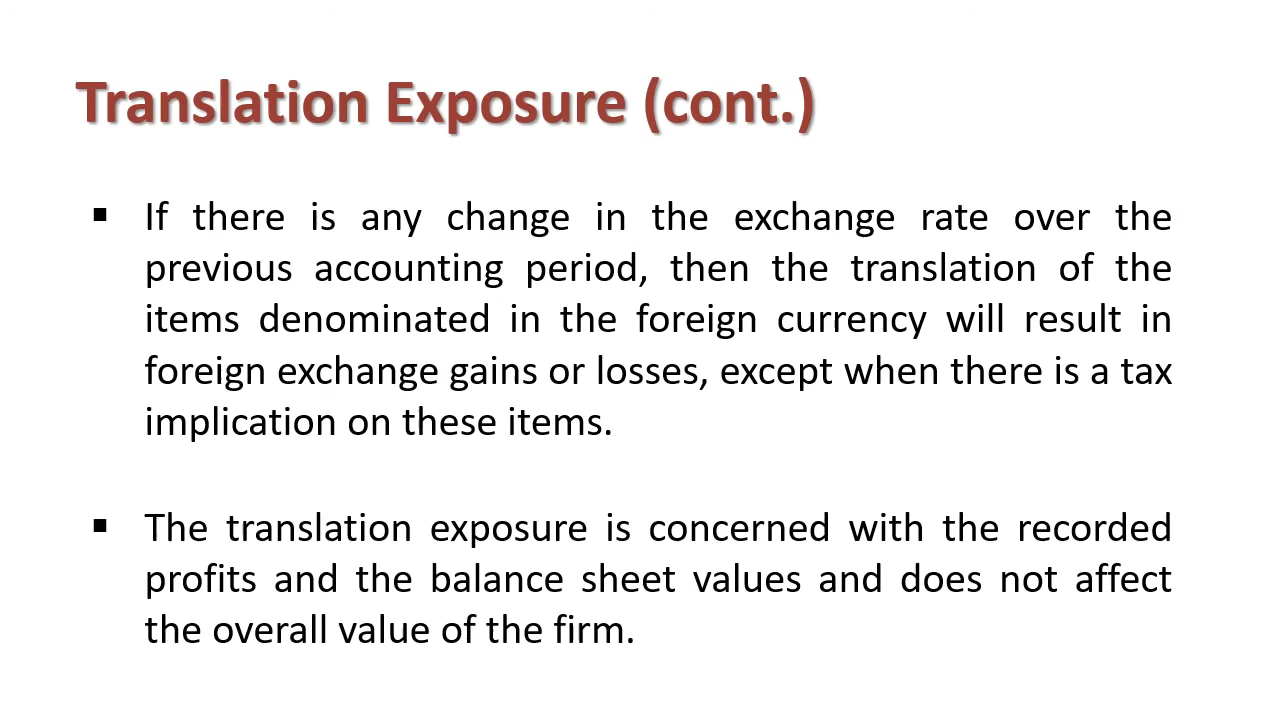 Translation Exposure (cont.)
▪ If there is any change in the exchange rate over the
previous accounting period, then the translation of the
items denominated in the foreign currency will result in
foreign exchange gains or losses, except when there is a tax
implication on these items.
▪ The translation exposure is concerned with the recorded
profits and the balance sheet values and does not affect
the overall value of the firm.